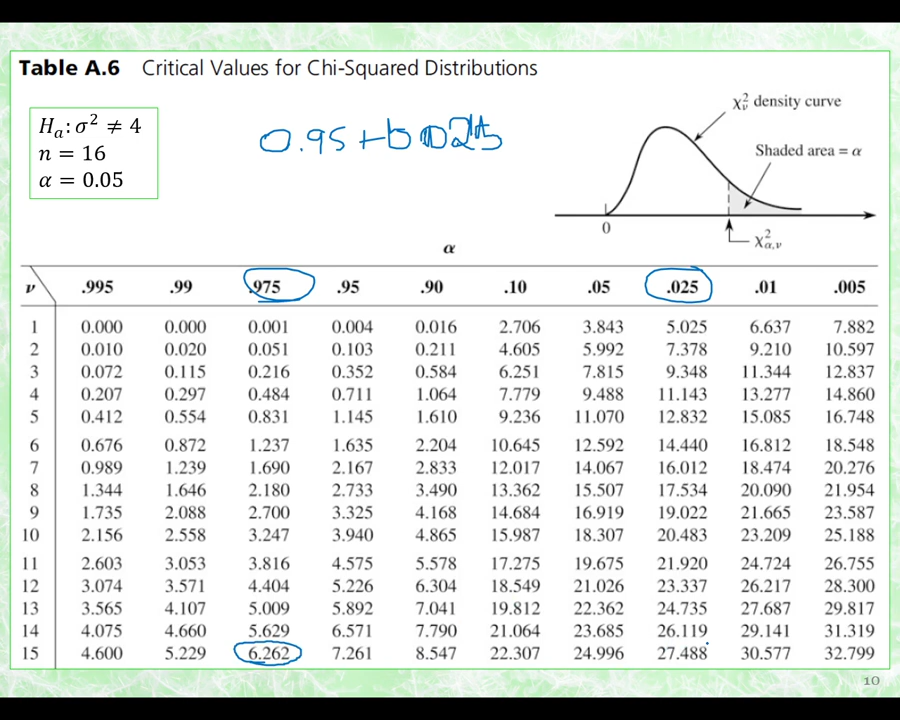 Table A.6 Critical Values for Chi-Squared Distributions
Hₐ: σ² ≠ 4
n = 16
α = 0.05
0.95 + 0.025
χ²ᵥ density curve
Shaded area = α
0
χ²α,ν
α
ν .995 .99 .975 .95 .90 .10 .05 .025 .01 .005
1 0.000 0.000 0.001 0.004 0.016 2.706 3.843 5.025 6.637 7.882
2 0.010 0.020 0.051 0.103 0.211 4.605 5.992 7.378 9.210 10.597
3 0.072 0.115 0.216 0.352 0.584 6.251 7.815 9.348 11.344 12.837
4 0.207 0.297 0.484 0.711 1.064 7.779 9.488 11.143 13.277 14.860
5 0.412 0.554 0.831 1.145 1.610 9.236 11.070 12.832 15.085 16.748
6 0.676 0.872 1.237 1.635 2.204 10.645 12.592 14.440 16.812 18.548
7 0.989 1.239 1.690 2.167 2.833 12.017 14.067 16.012 18.474 20.276
8 1.344 1.646 2.180 2.733 3.490 13.362 15.507 17.534 20.090 21.954
9 1.735 2.088 2.700 3.325 4.168 14.684 16.919 19.022 21.665 23.587
10 2.156 2.558 3.247 3.940 4.865 15.987 18.307 20.483 23.209 25.188
11 2.603 3.053 3.816 4.575 5.578 17.275 19.675 21.920 24.724 26.755
12 3.074 3.571 4.404 5.226 6.304 18.549 21.026 23.337 26.217 28.300
13 3.565 4.107 5.009 5.892 7.041 19.812 22.362 24.735 27.687 29.817
14 4.075 4.660 5.629 6.571 7.790 21.064 23.685 26.119 29.141 31.319
15 4.600 5.229 6.262 7.261 8.547 22.307 24.996 27.488 30.577 32.799
10